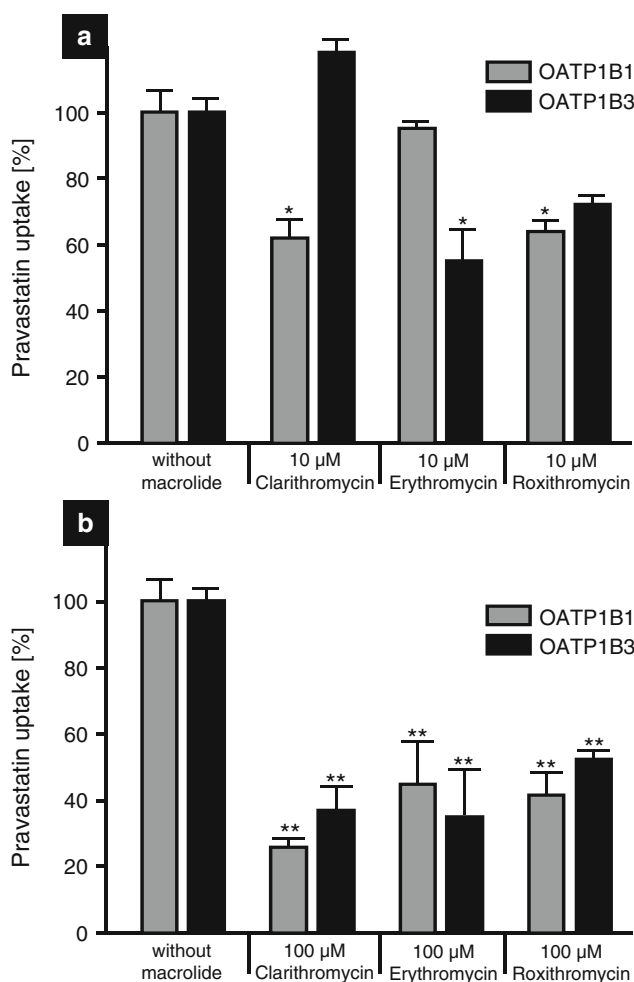 a
OATP1B1
OATP1B3
Pravastatin uptake [%]
100
80
60
40
20
0
*
*
*
without macrolide
10 µM Clarithromycin
10 µM Erythromycin
10 µM Roxithromycin
b
OATP1B1
OATP1B3
Pravastatin uptake [%]
100
80
60
40
20
0
**
**
**
**
**
**
without macrolide
100 µM Clarithromycin
100 µM Erythromycin
100 µM Roxithromycin